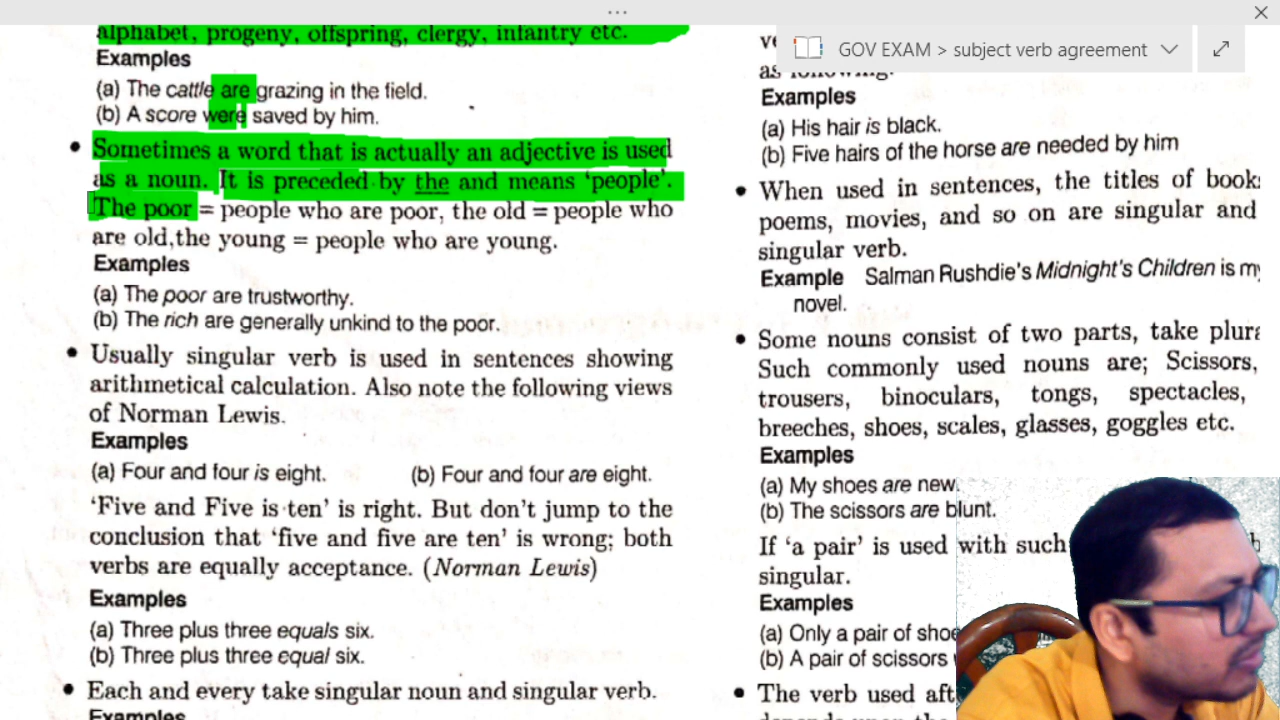 GOV EXAM > subject verb agreement
alphabet, progeny, offspring, clergy, infantry etc.
Examples
(a) The cattle are grazing in the field.
(b) A score were saved by him.
• Sometimes a word that is actually an adjective is used
as a noun. It is preceded by the and means ‘people’.
The poor = people who are poor, the old = people who
are old,the young = people who are young.
Examples
(a) The poor are trustworthy.
(b) The rich are generally unkind to the poor.
• Usually singular verb is used in sentences showing
arithmetical calculation. Also note the following views
of Norman Lewis.
Examples
(a) Four and four is eight. (b) Four and four are eight.
‘Five and Five is ten’ is right. But don’t jump to the
conclusion that ‘five and five are ten’ is wrong; both
verbs are equally acceptance. (Norman Lewis)
Examples
(a) Three plus three equals six.
(b) Three plus three equal six.
• Each and every take singular noun and singular verb.
Examples
as
Examples
(a) His hair is black.
(b) Five hairs of the horse are needed by him
• When used in sentences, the titles of
poems, movies, and so on are singular and
singular verb.
Example Salman Rushdie’s Midnight’s Children is
novel.
• Some nouns consist of two parts, take
Such commonly used nouns are; Scissors,
trousers, binoculars, tongs, spectacles,
breeches, shoes, scales, glasses, goggles etc.
Examples
(a) My shoes are new.
(b) The scissors are blunt.
If ‘a pair’ is used with such
singular.
Examples
(a) Only a pair of
(b) A pair of scissors
• The verb used